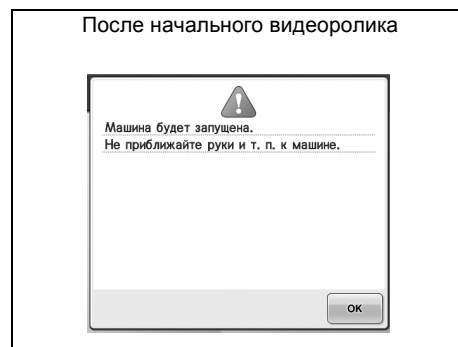 После начального видеоролика
Машина будет запущена.
Не приближайте руки и т. п. к машине.
OK